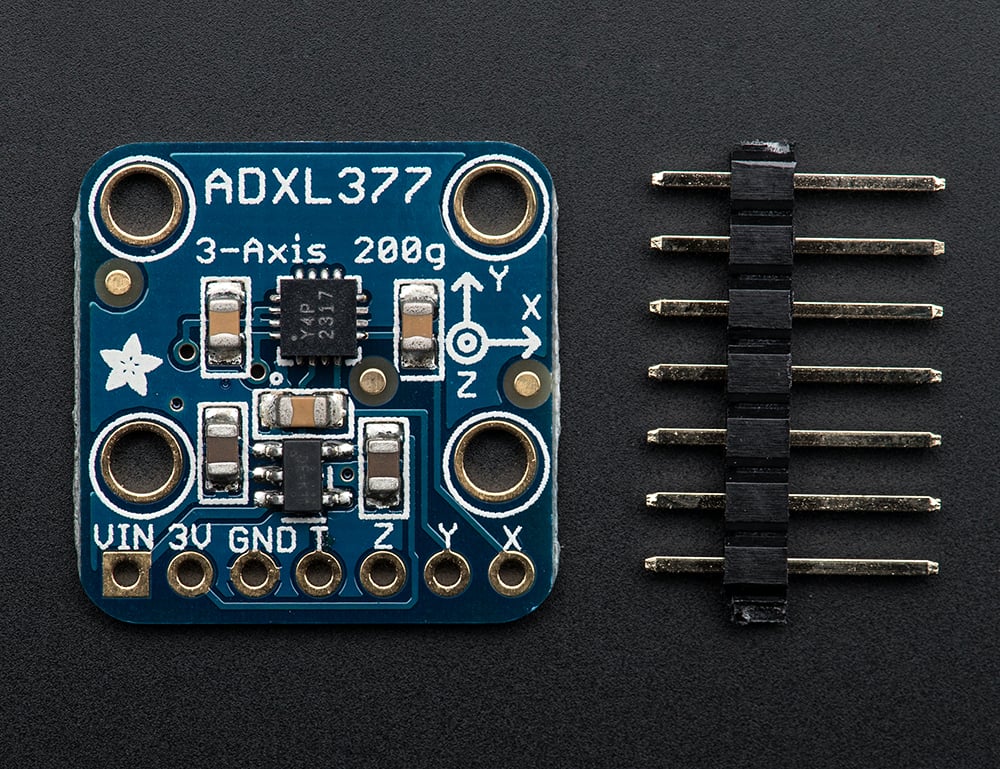 ADXL377
3-Axis 200g
Y
X
Z
Y4P
2317
VIN 3V GND T Z Y X